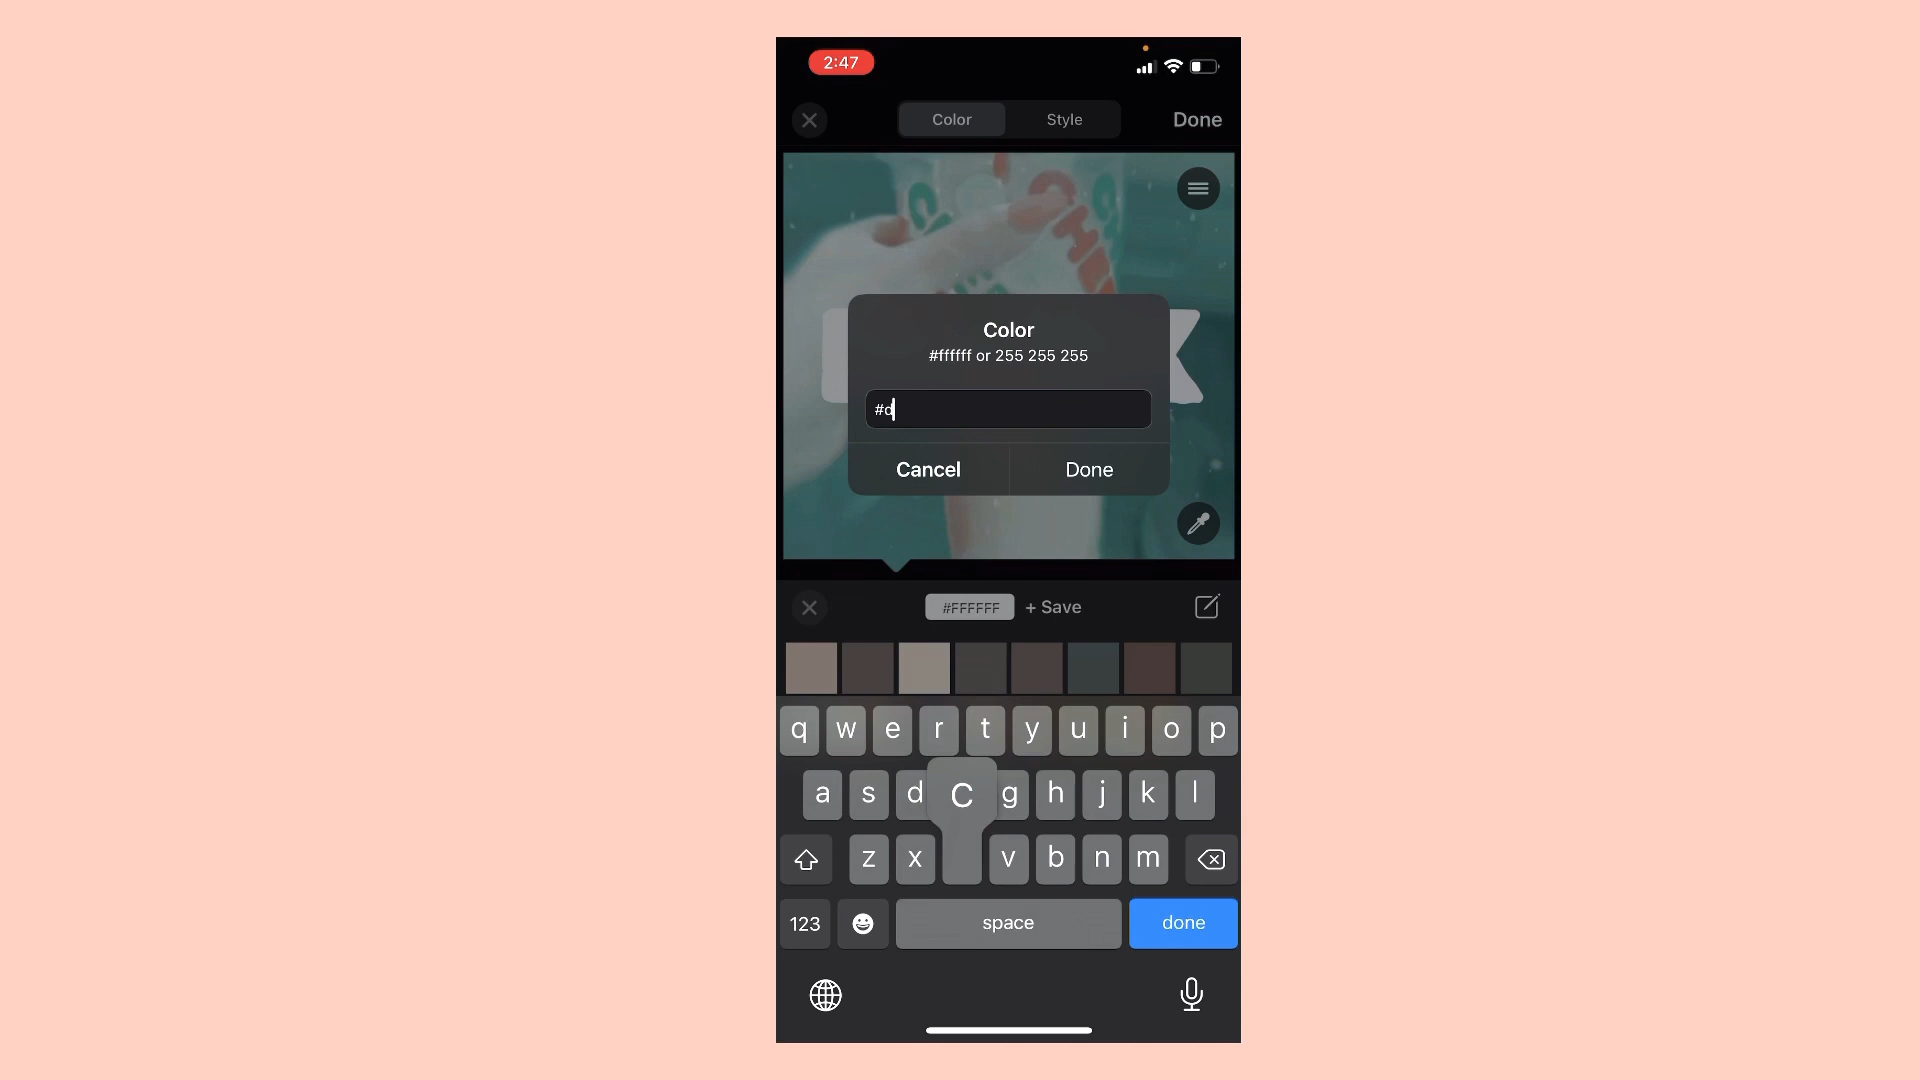 2:47
Color Style Done
Color
#ffffff or 255 255 255
#d
Cancel Done
#FFFFFF + Save
q w e r t y u i o p
a s d C g h j k l
z x v b n m
123 space done